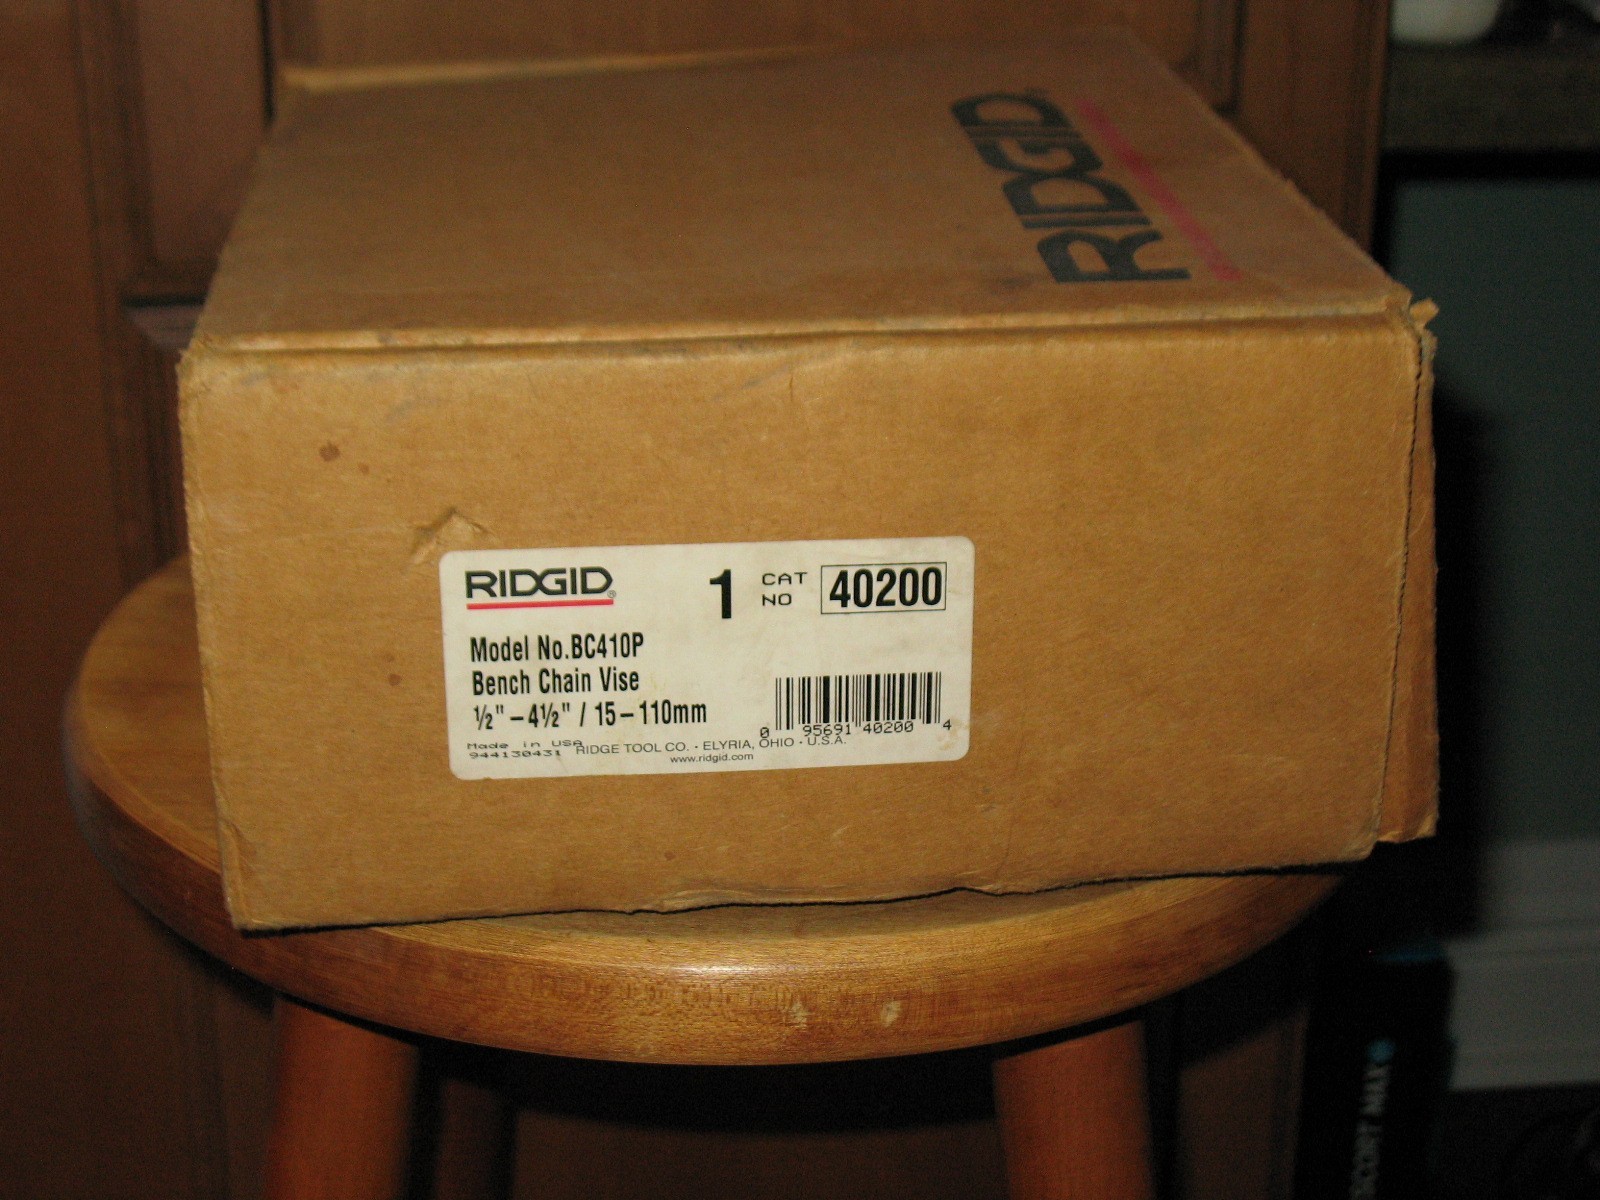 RIDGID®
RIDGID®
1 CAT NO 40200
Model No.BC410P
Bench Chain Vise
½" – 4½" / 15 – 110mm
0 95691 40200 4
Made in USA
944130431
RIDGE TOOL CO. · ELYRIA, OHIO · U.S.A.
www.ridgid.com